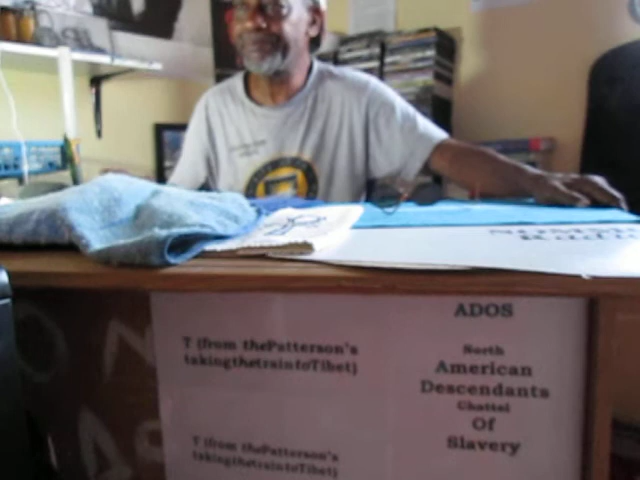 T (from thePatterson's
takingthetraintoTibet)
T (from thePatterson's
takingthetraintoTibet)
ADOS
North
American
Descendants
Chattel
Of
Slavery